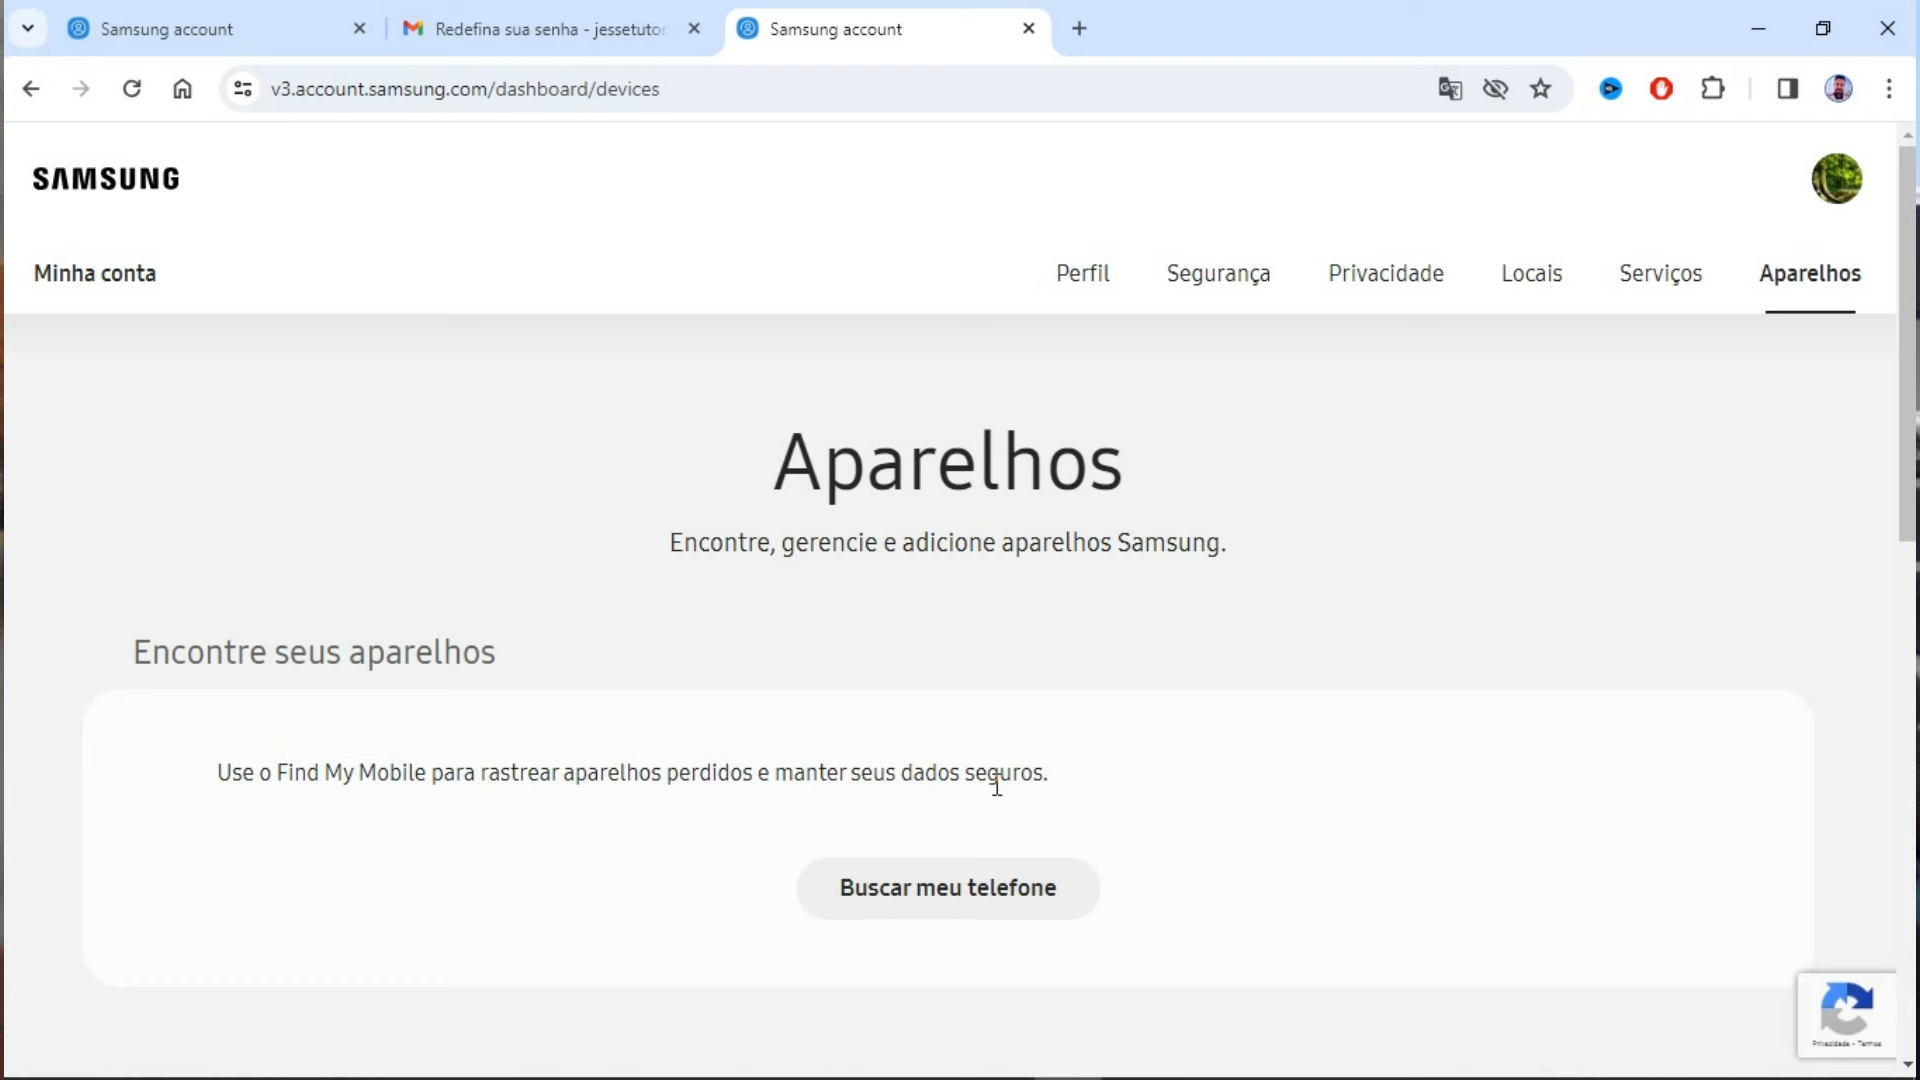 Samsung account
Redefina sua senha - jessetutor
Samsung account
v3.account.samsung.com/dashboard/devices
SAMSUNG
Minha conta
Perfil
Segurança
Privacidade
Locais
Serviços
Aparelhos
Aparelhos
Encontre, gerencie e adicione aparelhos Samsung.
Encontre seus aparelhos
Use o Find My Mobile para rastrear aparelhos perdidos e manter seus dados seguros.
Buscar meu telefone
Privacidade - Termos